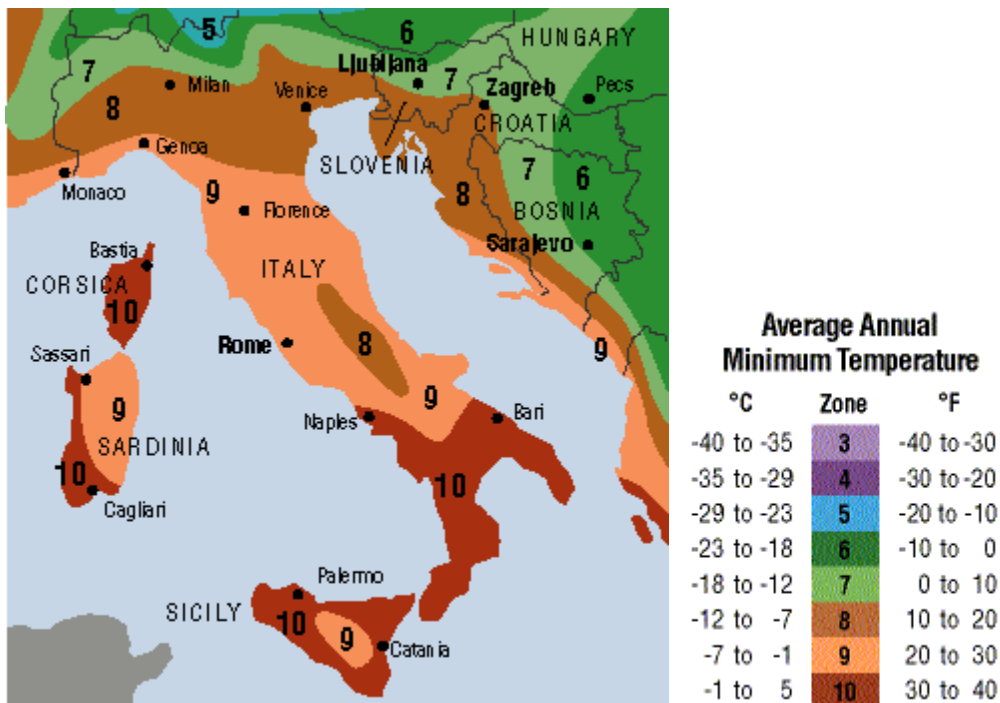 5
6
HUNGARY
7
Ljubljana
7
Zagreb
Pecs
Milan
Venice
8
CROATIA
Genoa
SLOVENIA
7
6
Monaco
9
8
BOSNIA
Florence
Sarajevo
Bastia
ITALY
CORSICA
10
Rome
8
9
Sassari
9
9
Naples
Bari
SARDINIA
10
10
Cagliari
Palermo
SICILY
10
9
Catania
Average Annual
Minimum Temperature
°C Zone °F
-40 to -35 3 -40 to -30
-35 to -29 4 -30 to -20
-29 to -23 5 -20 to -10
-23 to -18 6 -10 to 0
-18 to -12 7 0 to 10
-12 to -7 8 10 to 20
-7 to -1 9 20 to 30
-1 to 5 10 30 to 40